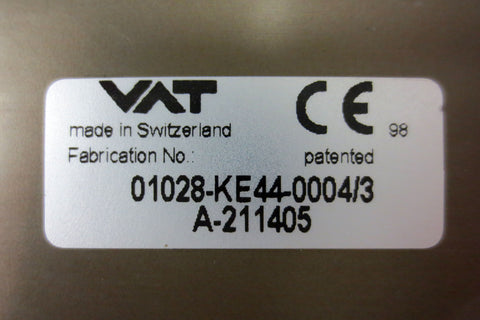 VAT CE 98
made in Switzerland
Fabrication No.: patented
01028-KE44-0004/3
A-211405